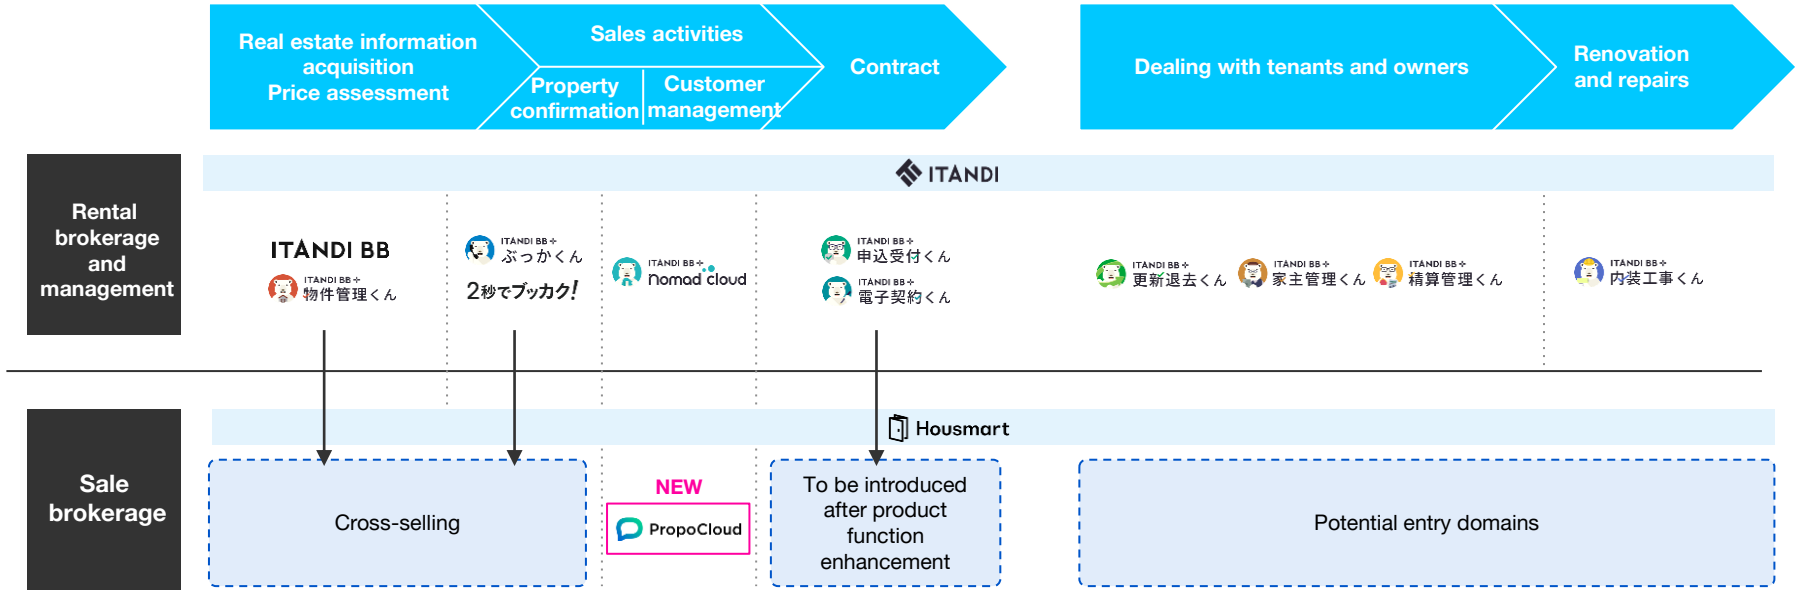 Real estate information
acquisition
Price assessment
Sales activities
Property
confirmation
Customer
management
Contract
Dealing with tenants and owners
Renovation
and repairs
Rental
brokerage
and
management
ITANDI
ITANDI BB
ITANDI BB+
物件管理くん
ITANDI BB+
ぶっかくん
2秒でブッカク!
ITANDI BB+
nomad cloud
ITANDI BB+
申込受付くん
ITANDI BB+
電子契約くん
ITANDI BB+
更新退去くん
ITANDI BB+
家主管理くん
ITANDI BB+
精算管理くん
ITANDI BB+
内装工事くん
Sale
brokerage
Housmart
Cross-selling
NEW
PropoCloud
To be introduced
after product
function
enhancement
Potential entry domains